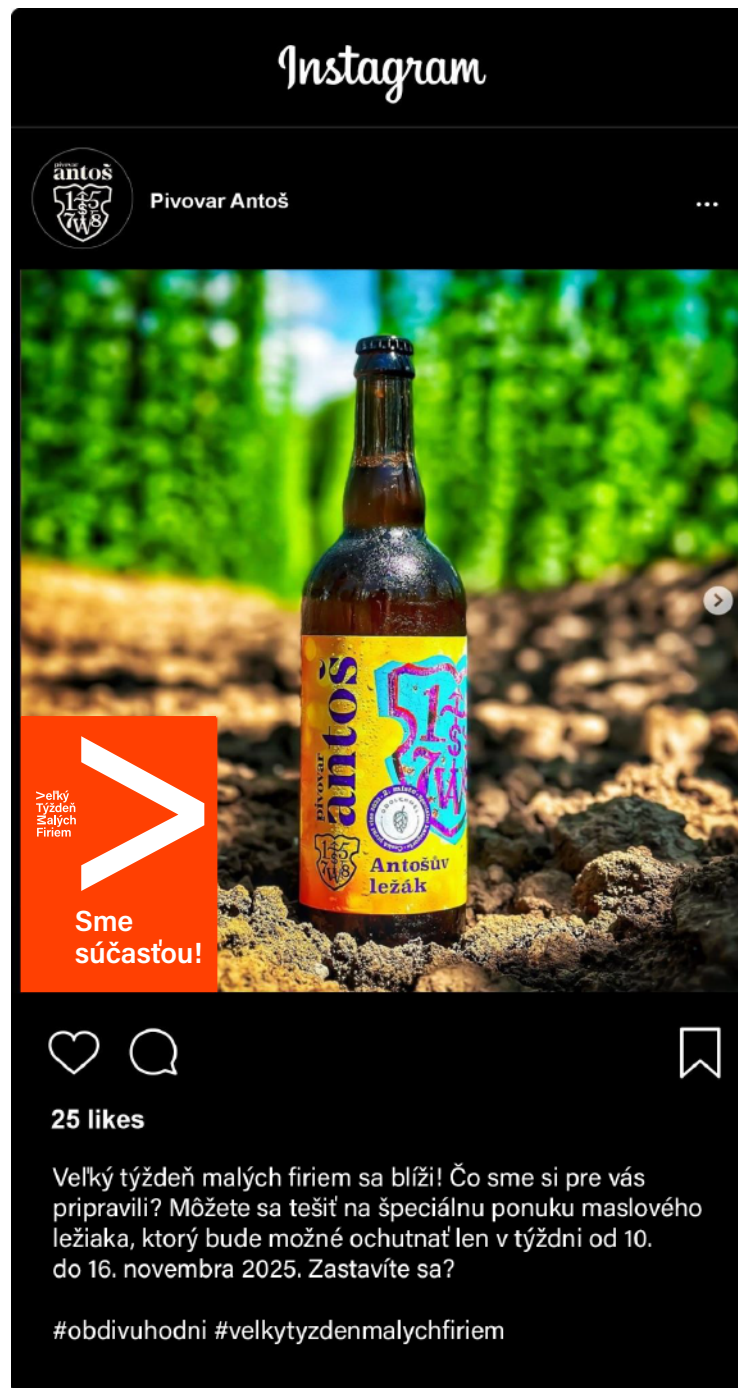 Instagram
pivovar
antoš
1578
W
Pivovar Antoš
...
pivovar
antoš
Antošův
ležák
Veľký
Týždeň
Malých
Firiem
Sme
súčasťou!
25 likes
Veľký týždeň malých firiem sa blíži! Čo sme si pre vás
pripravili? Môžete sa tešiť na špeciálnu ponuku maslového
ležiaka, ktorý bude možné ochutnať len v týždni od 10.
do 16. novembra 2025. Zastavíte sa?
#obdivuhodni #velkytyzdenmalychfiriem